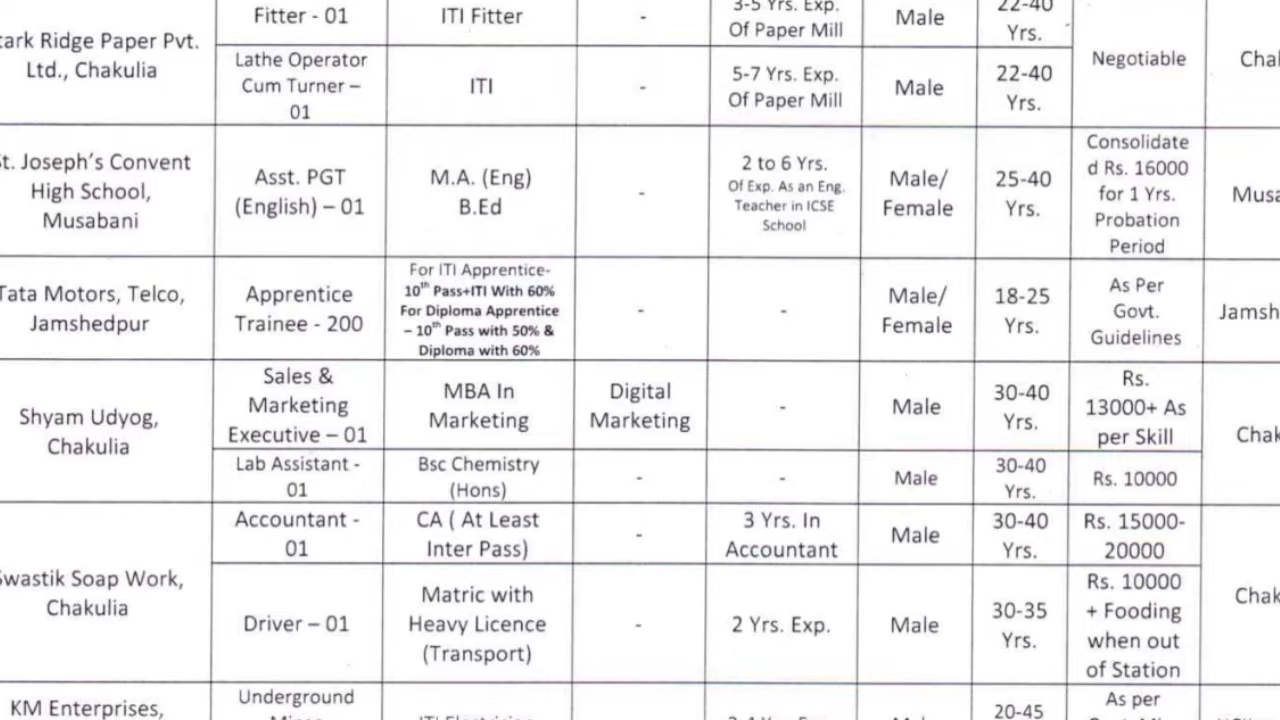 Fitter - 01
ITI Fitter
-
3-5 Yrs. Exp.
Of Paper Mill
Male
22-40
Yrs.
Ridge Paper Pvt.
Ltd., Chakulia
Lathe Operator
Cum Turner –
01
ITI
-
5-7 Yrs. Exp.
Of Paper Mill
Male
22-40
Yrs.
Negotiable
St. Joseph's Convent
High School,
Musabani
Asst. PGT
(English) – 01
M.A. (Eng)
B.Ed
-
2 to 6 Yrs.
Of Exp. As an Eng.
Teacher in ICSE
School
Male/
Female
25-40
Yrs.
Consolidate
d Rs. 16000
for 1 Yrs.
Probation
Period
Tata Motors, Telco,
Jamshedpur
Apprentice
Trainee - 200
For ITI Apprentice-
10th Pass+ITI With 60%
For Diploma Apprentice
– 10th Pass with 50% &
Diploma with 60%
-
-
Male/
Female
18-25
Yrs.
As Per
Govt.
Guidelines
Shyam Udyog,
Chakulia
Sales &
Marketing
Executive – 01
MBA In
Marketing
Digital
Marketing
-
Male
30-40
Yrs.
Rs.
13000+ As
per Skill
Lab Assistant -
01
Bsc Chemistry
(Hons)
-
-
Male
30-40
Yrs.
Rs. 10000
Swastik Soap Work,
Chakulia
Accountant -
01
CA ( At Least
Inter Pass)
-
3 Yrs. In
Accountant
Male
30-40
Yrs.
Rs. 15000-
20000
Driver – 01
Matric with
Heavy Licence
(Transport)
-
2 Yrs. Exp.
Male
30-35
Yrs.
Rs. 10000
+ Fooding
when out
of Station
KM Enterprises,
Underground
20-45
As per